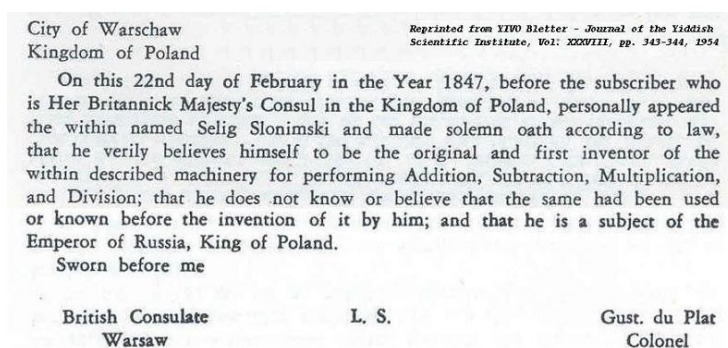 City of Warschaw
Kingdom of Poland
Reprinted from YIVO Bletter - Journal of the Yiddish
Scientific Institute, Vol. XXXVIII, pp. 343-344, 1954
On this 22nd day of February in the Year 1847, before the subscriber who
is Her Britannick Majesty's Consul in the Kingdom of Poland, personally appeared
the within named Selig Slonimski and made solemn oath according to law,
that he verily believes himself to be the original and first inventor of the
within described machinery for performing Addition, Subtraction, Multiplication,
and Division; that he does not know or believe that the same had been used
or known before the invention of it by him; and that he is a subject of the
Emperor of Russia, King of Poland.
Sworn before me
British Consulate L. S. Gust. du Plat
Warsaw Colonel